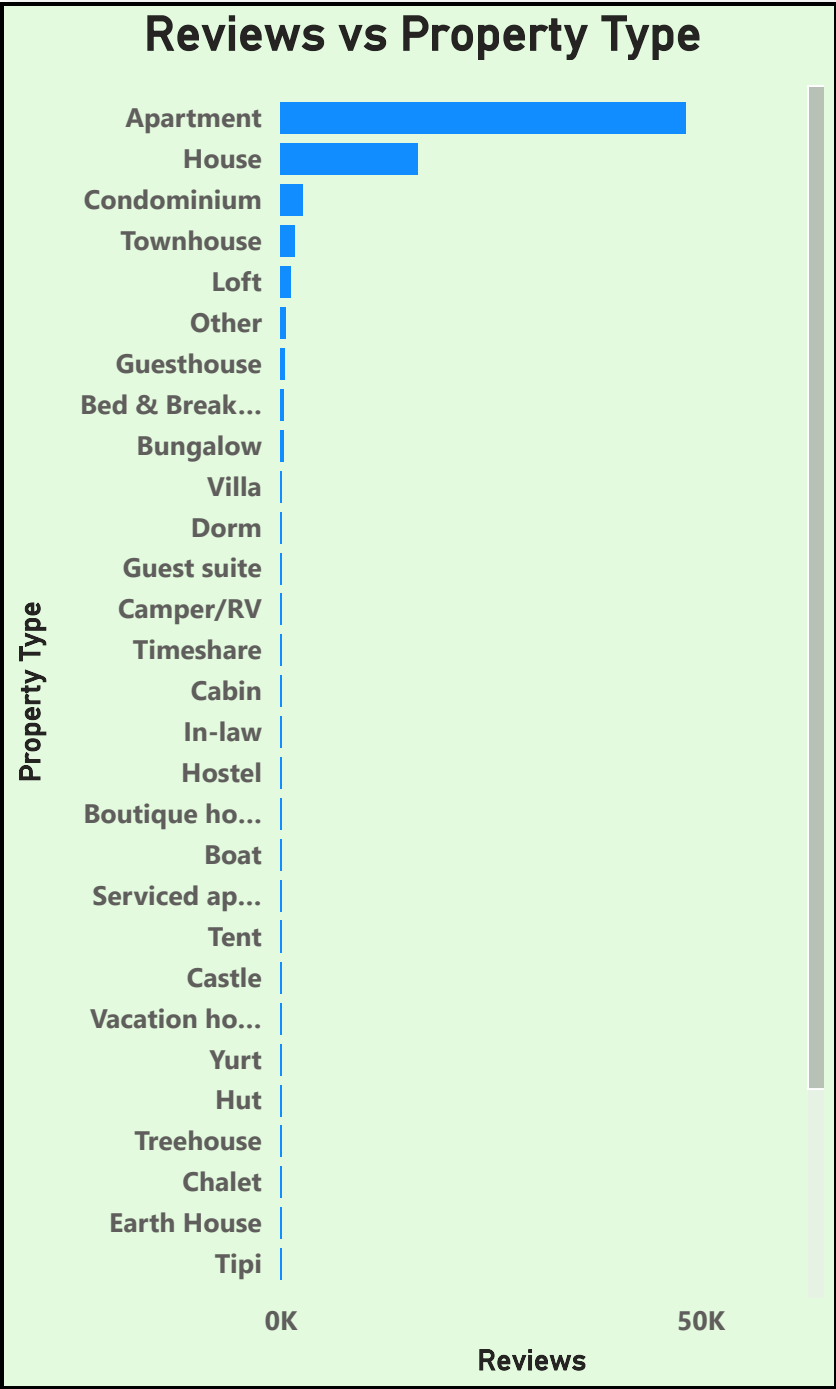 Reviews vs Property Type
Apartment
House
Condominium
Townhouse
Loft
Other
Guesthouse
Bed & Break...
Bungalow
Villa
Dorm
Guest suite
Camper/RV
Timeshare
Cabin
In-law
Hostel
Boutique ho...
Boat
Serviced ap...
Tent
Castle
Vacation ho...
Yurt
Hut
Treehouse
Chalet
Earth House
Tipi
Property Type
0K 50K
Reviews